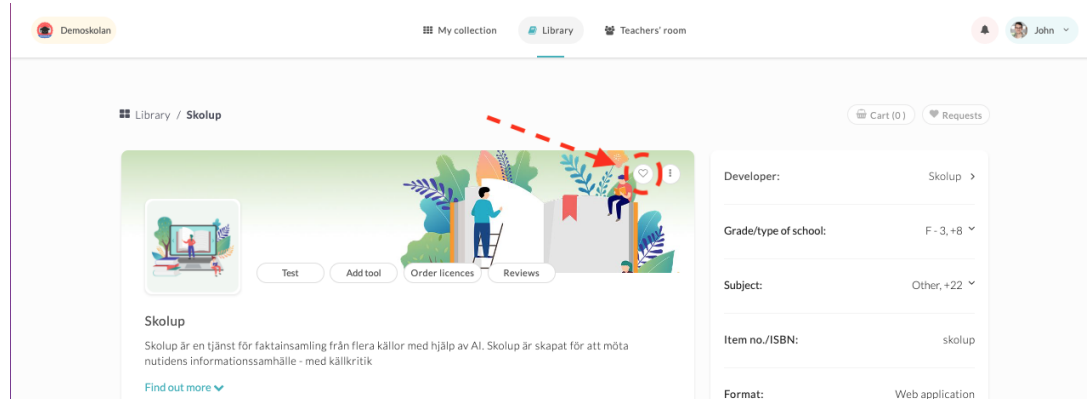 Demoskolan
My collection
Library
Teachers' room
John
Library / Skolup
Cart (0 )
Requests
Test
Add tool
Order licences
Reviews
Skolup
Skolup är en tjänst för faktainsamling från flera källor med hjälp av AI. Skolup är skapat för att möta
nutidens informationssamhälle - med källkritik
Find out more
Developer: Skolup
Grade/type of school: F - 3, +8
Subject: Other, +22
Item no./ISBN: skolup
Format: Web application